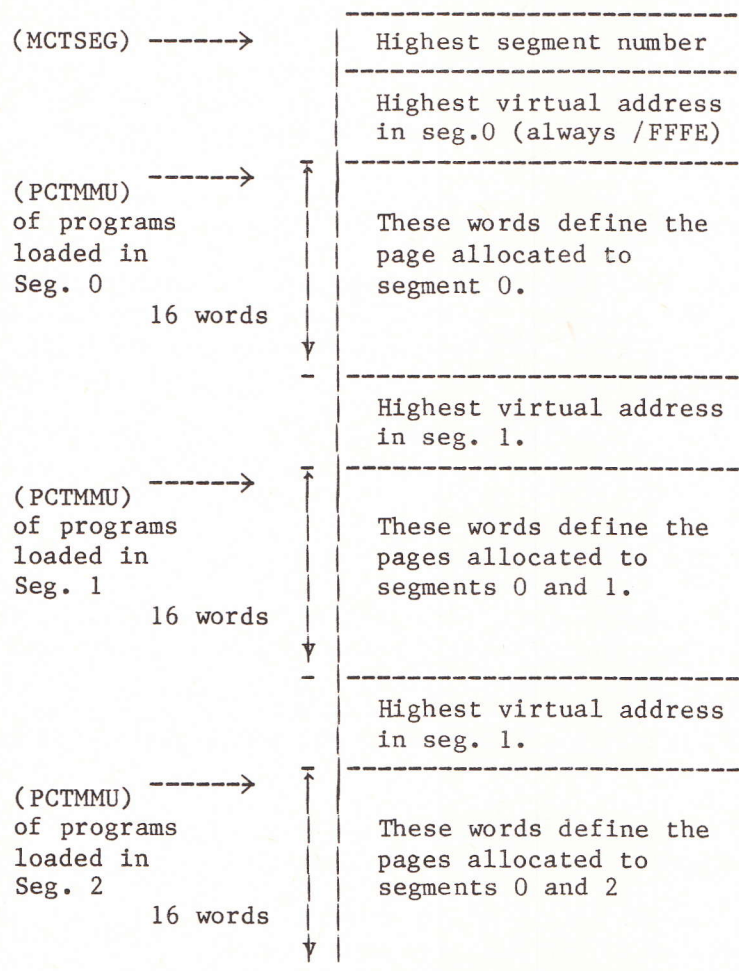 (MCTSEG) ------> Highest segment number
Highest virtual address
in seg.0 (always /FFFE)
(PCTMMU) ------>
of programs These words define the
loaded in page allocated to
Seg. 0 segment 0.
16 words
Highest virtual address
in seg. 1.
(PCTMMU) ------>
of programs These words define the
loaded in pages allocated to
Seg. 1 segments 0 and 1.
16 words
Highest virtual address
in seg. 1.
(PCTMMU) ------>
of programs These words define the
loaded in pages allocated to
Seg. 2 segments 0 and 2
16 words